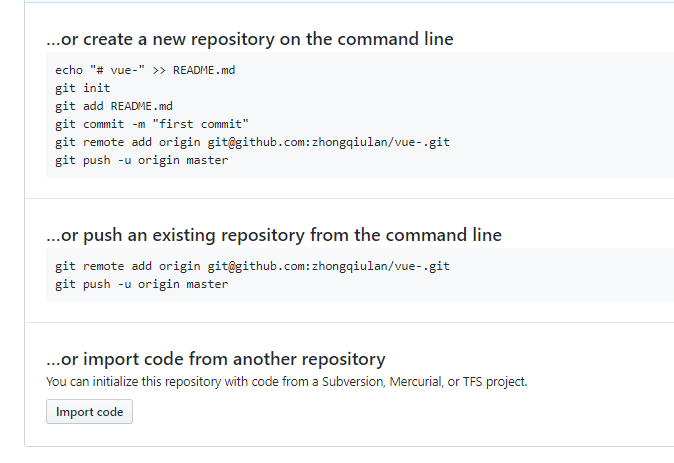 ...or create a new repository on the command line
echo "# vue-" >> README.md
git init
git add README.md
git commit -m "first commit"
git remote add origin git@github.com:zhongqiulan/vue-.git
git push -u origin master
...or push an existing repository from the command line
git remote add origin git@github.com:zhongqiulan/vue-.git
git push -u origin master
...or import code from another repository
You can initialize this repository with code from a Subversion, Mercurial, or TFS project.
Import code